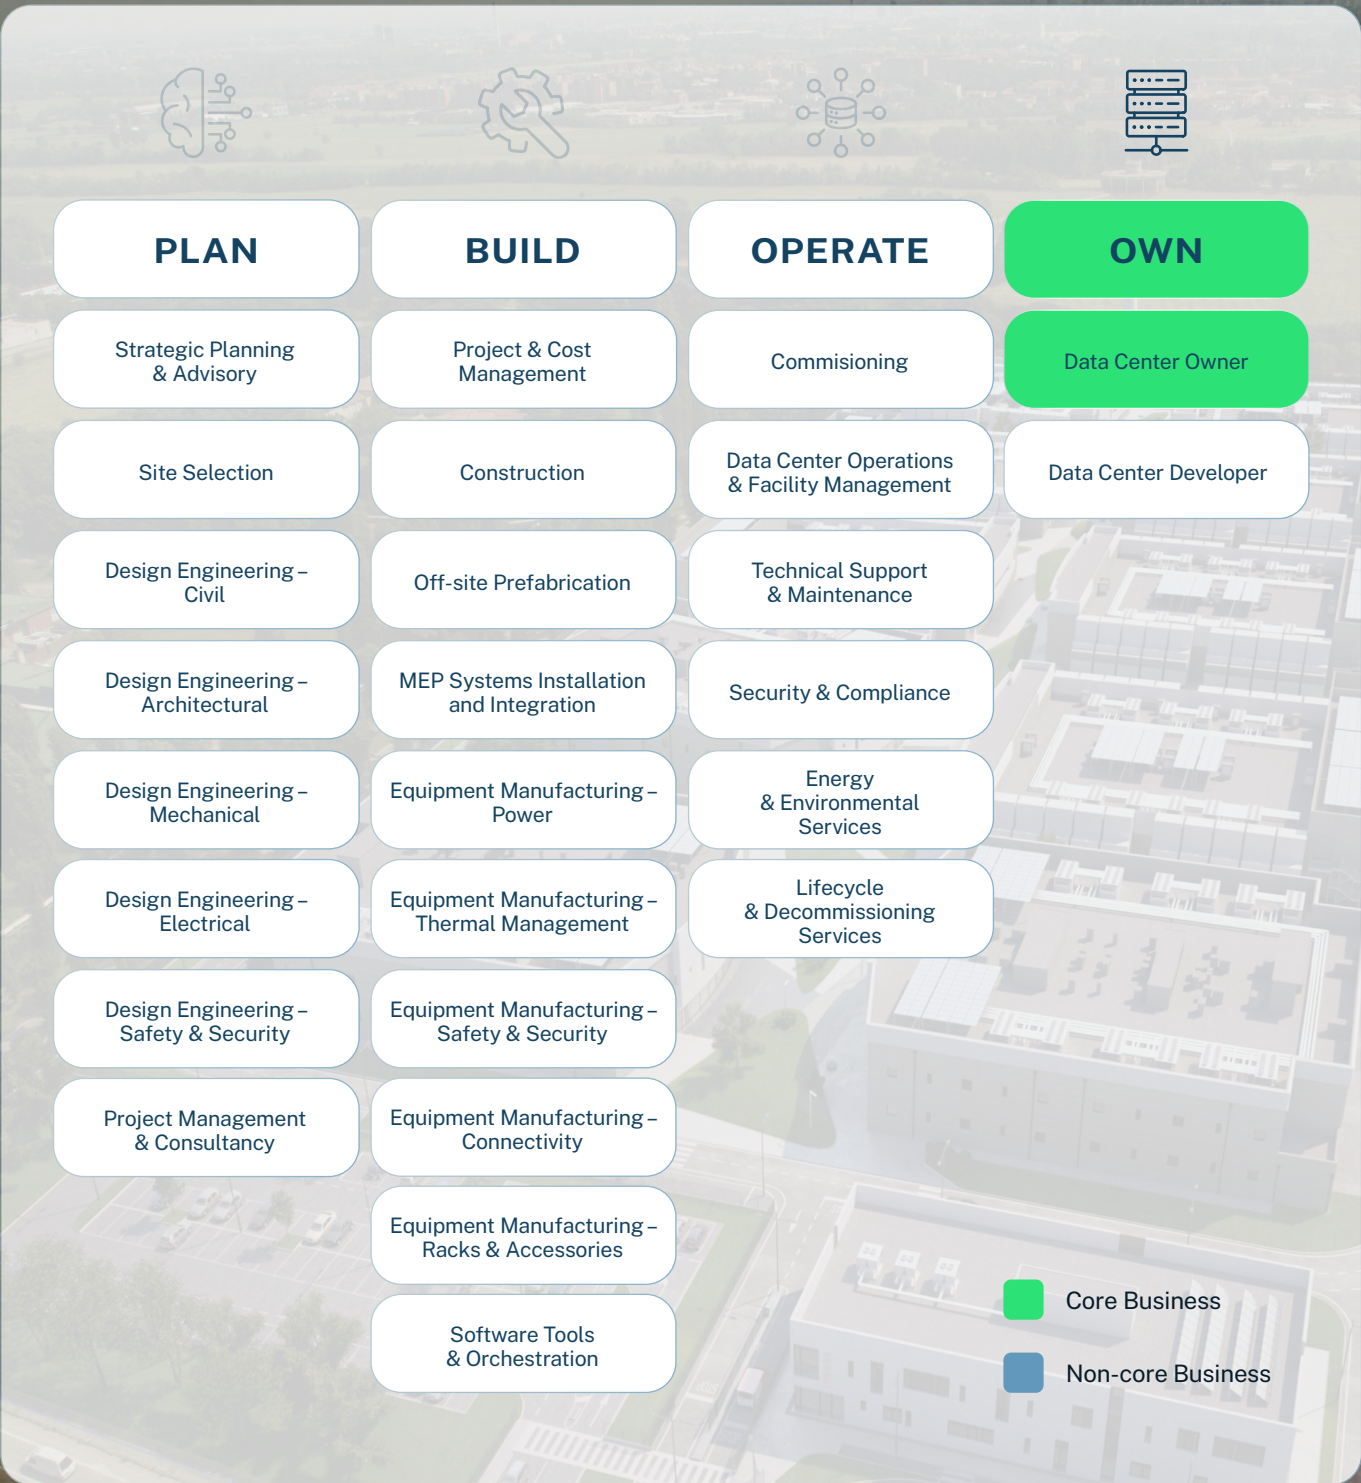 PLAN
Strategic Planning
& Advisory
Site Selection
Design Engineering –
Civil
Design Engineering –
Architectural
Design Engineering –
Mechanical
Design Engineering –
Electrical
Design Engineering –
Safety & Security
Project Management
& Consultancy
BUILD
Project & Cost
Management
Construction
Off-site Prefabrication
MEP Systems Installation
and Integration
Equipment Manufacturing –
Power
Equipment Manufacturing –
Thermal Management
Equipment Manufacturing –
Safety & Security
Equipment Manufacturing –
Connectivity
Equipment Manufacturing –
Racks & Accessories
Software Tools
& Orchestration
OPERATE
Commisioning
Data Center Operations
& Facility Management
Technical Support
& Maintenance
Security & Compliance
Energy
& Environmental
Services
Lifecycle
& Decommissioning
Services
OWN
Data Center Owner
Data Center Developer
Core Business
Non-core Business